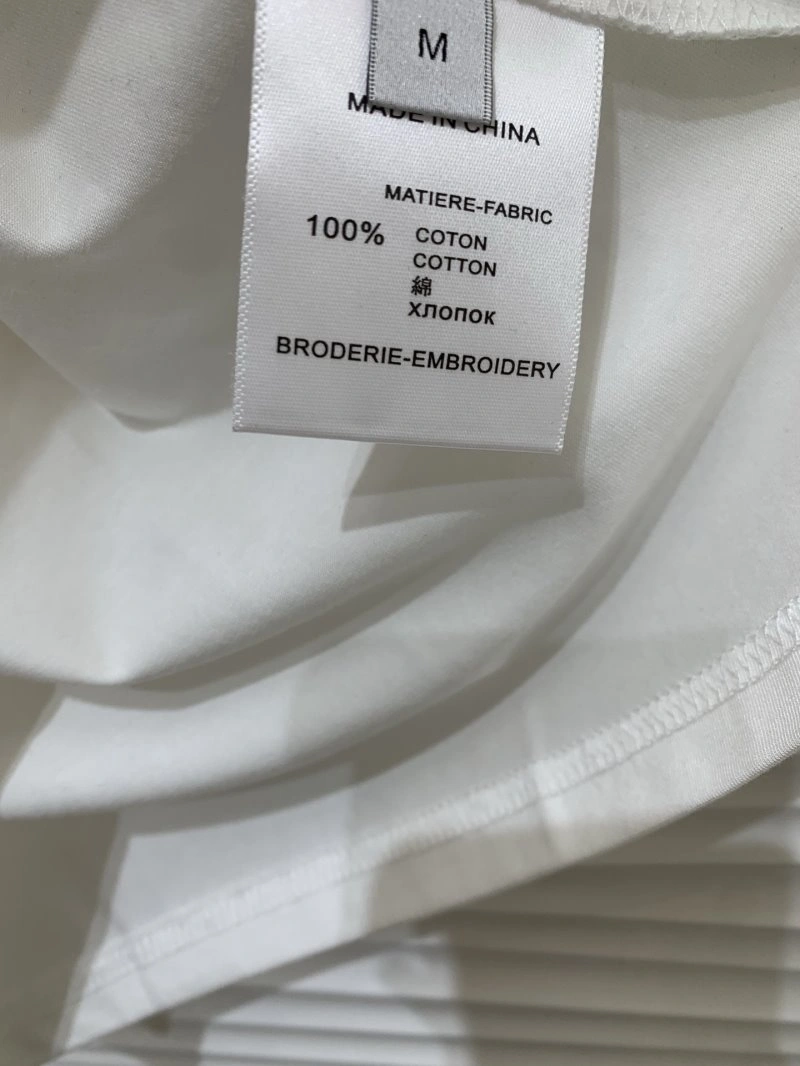 M
MADE IN CHINA
MATIERE-FABRIC
100% COTON
COTTON
綿
хлопок
BRODERIE-EMBROIDERY